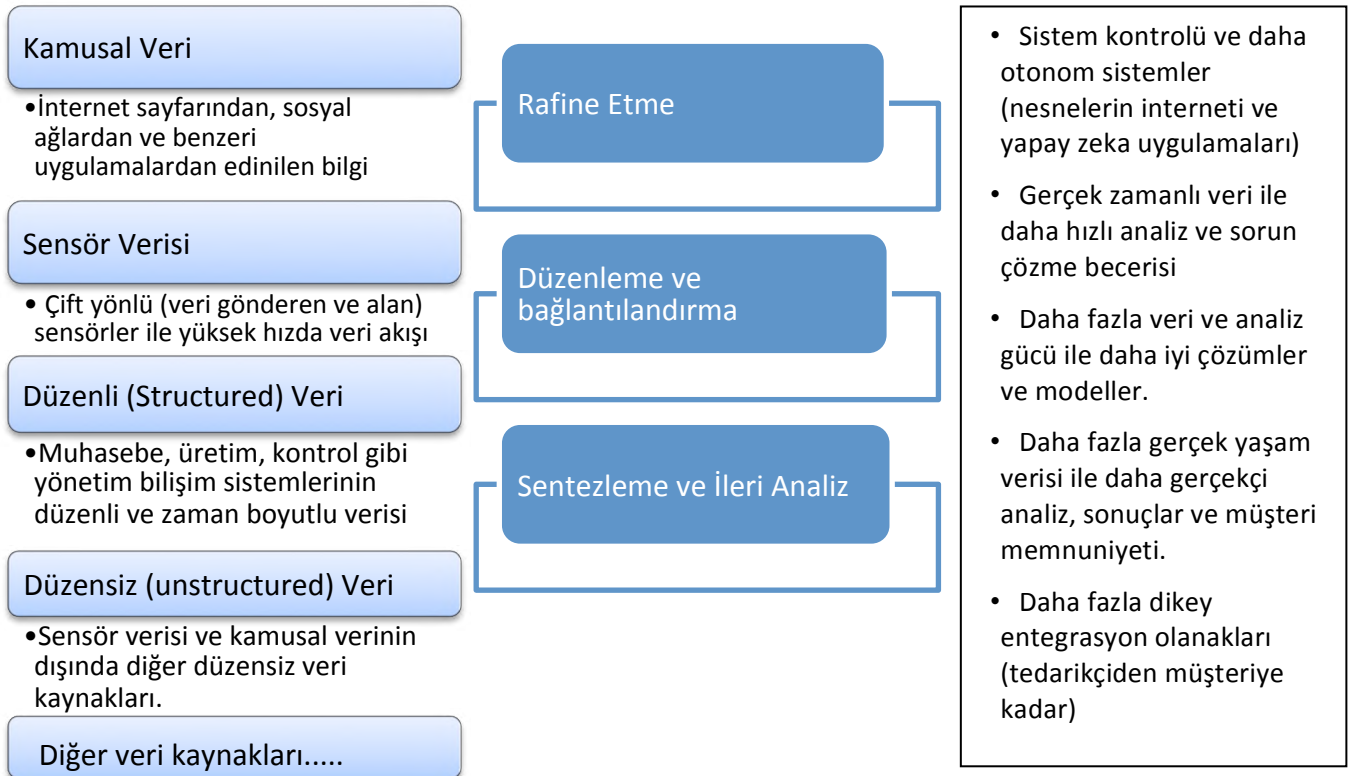 Kamusal Veri
•İnternet sayfarından, sosyal
ağlardan ve benzeri
uygulamalardan edinilen bilgi
Sensör Verisi
• Çift yönlü (veri gönderen ve alan)
sensörler ile yüksek hızda veri akışı
Düzenli (Structured) Veri
•Muhasebe, üretim, kontrol gibi
yönetim bilişim sistemlerinin
düzenli ve zaman boyutlu verisi
Düzensiz (unstructured) Veri
•Sensör verisi ve kamusal verinin
dışında diğer düzensiz veri
kaynakları.
Diğer veri kaynakları.....
Rafine Etme
Düzenleme ve
bağlantılandırma
Sentezleme ve İleri Analiz
• Sistem kontrolü ve daha
otonom sistemler
(nesnelerin interneti ve
yapay zeka uygulamaları)
• Gerçek zamanlı veri ile
daha hızlı analiz ve sorun
çözme becerisi
• Daha fazla veri ve analiz
gücü ile daha iyi çözümler
ve modeller.
• Daha fazla gerçek yaşam
verisi ile daha gerçekçi
analiz, sonuçlar ve müşteri
memnuniyeti.
• Daha fazla dikey
entegrasyon olanakları
(tedarikçiden müşteriye
kadar)